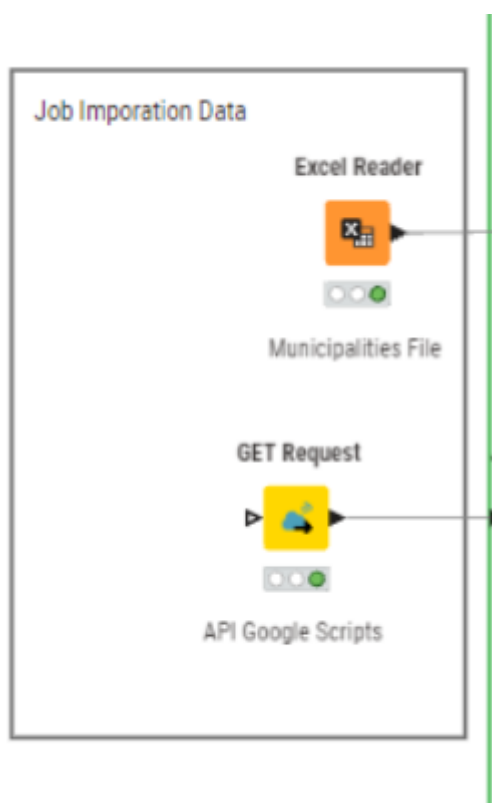 Job Imporation Data
Excel Reader
Municipalities File
GET Request
API Google Scripts